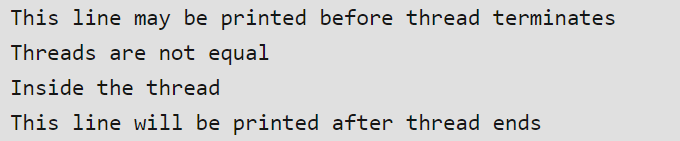 This line may be printed before thread terminates
Threads are not equal
Inside the thread
This line will be printed after thread ends